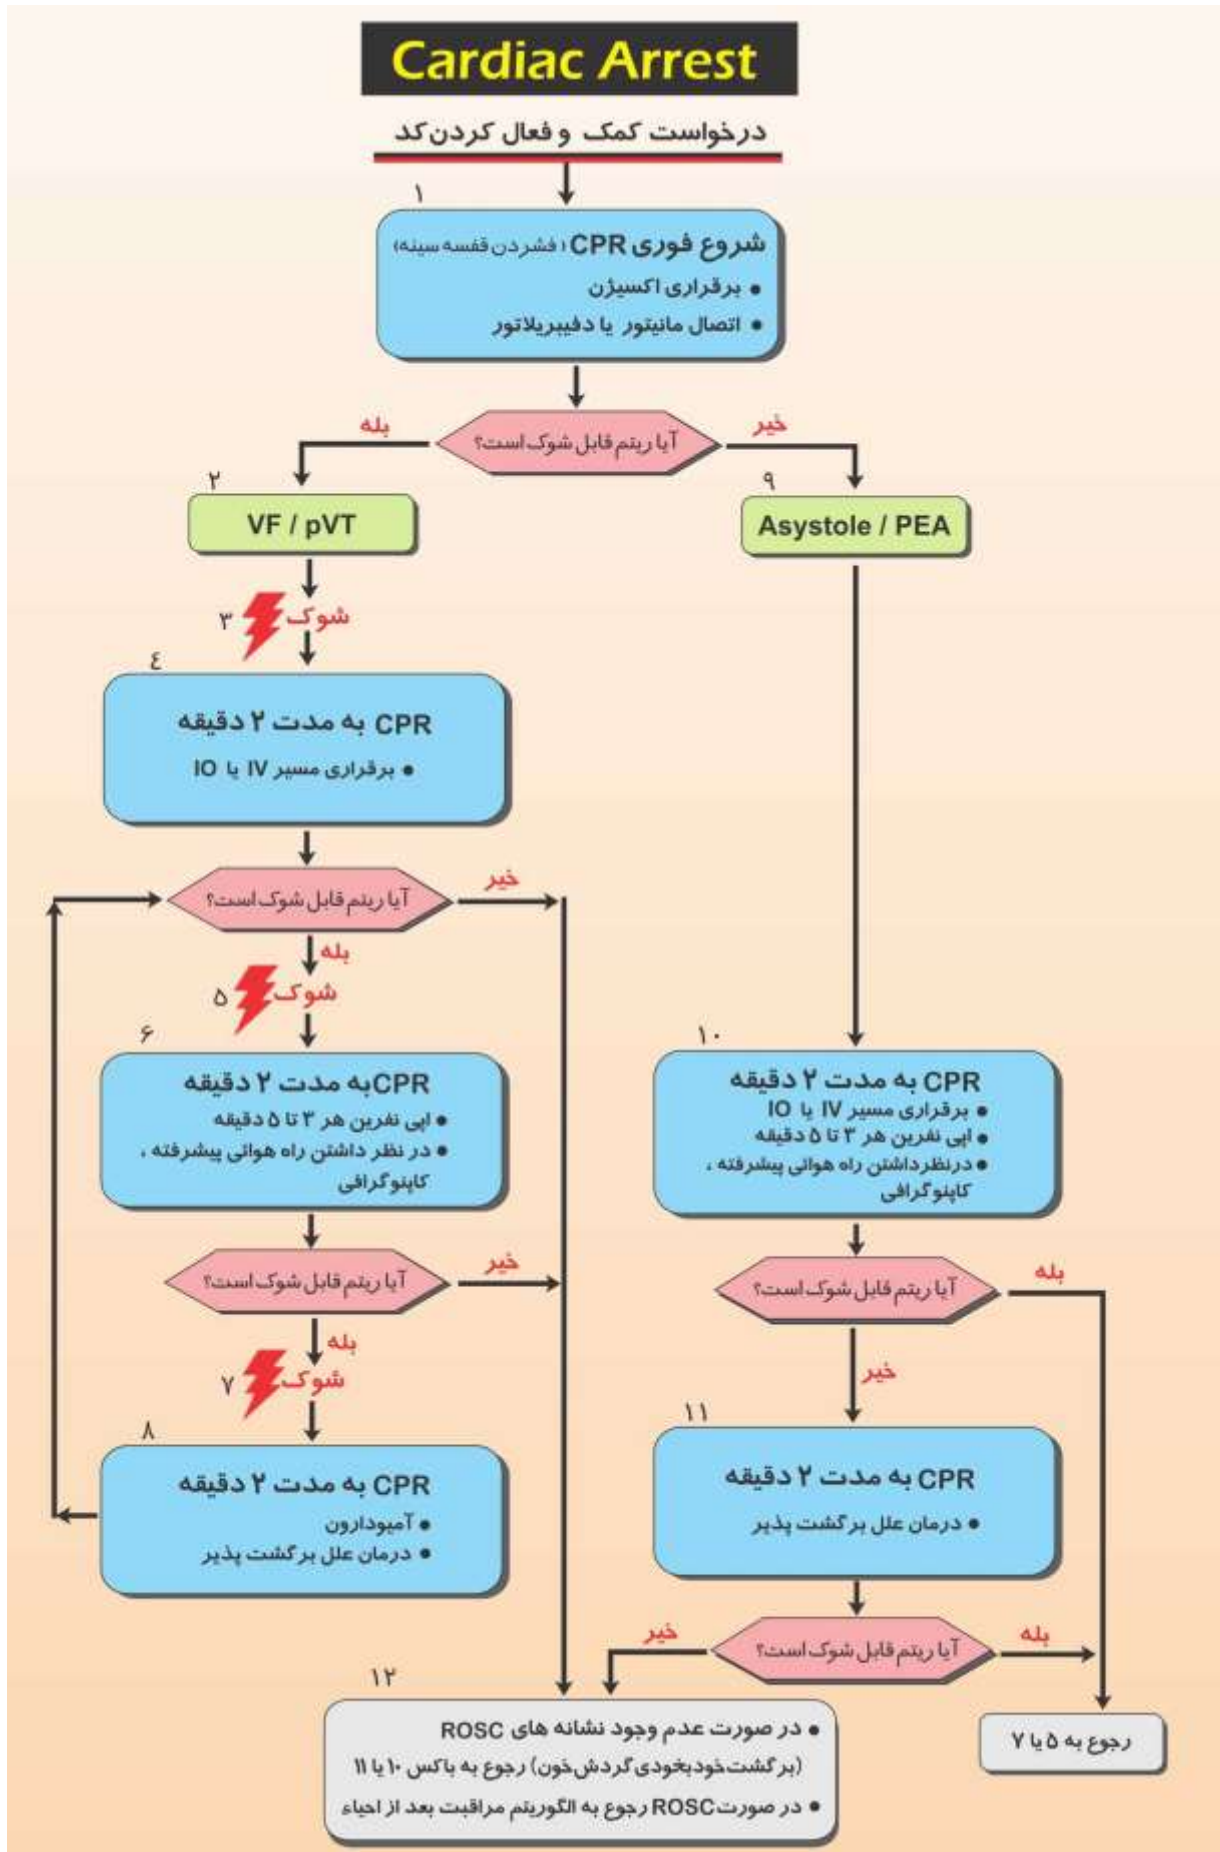 Cardiac Arrest
درخواست کمک و فعال کردن کد
۱
شروع فوری CPR (فشردن قفسه سینه)
• برقراری اکسیژن
• اتصال مانیتور یا دفیبریلاتور
آیا ریتم قابل شوک است؟
بله
خیر
۲
VF / pVT
۳
شوک
٤
CPR به مدت ۲ دقیقه
• برقراری مسیر IV یا IO
آیا ریتم قابل شوک است؟
خیر
بله
۵
شوک
۶
CPR به مدت ۲ دقیقه
• اپی نفرین هر ۳ تا ۵ دقیقه
• در نظر داشتن راه هوائی پیشرفته ،
کاپنوگرافی
آیا ریتم قابل شوک است؟
خیر
بله
۷
شوک
۸
CPR به مدت ۲ دقیقه
• آمیودارون
• درمان علل برگشت پذیر
۹
Asystole / PEA
۱۰
CPR به مدت ۲ دقیقه
• برقراری مسیر IV یا IO
• اپی نفرین هر ۳ تا ۵ دقیقه
• درنظرداشتن راه هوائی پیشرفته ،
کاپنوگرافی
آیا ریتم قابل شوک است؟
بله
خیر
۱۱
CPR به مدت ۲ دقیقه
• درمان علل برگشت پذیر
آیا ریتم قابل شوک است؟
خیر
بله
۱۲
• در صورت عدم وجود نشانه های ROSC
(برگشت خودبخودی گردش خون) رجوع به باکس ۱۰ یا ۱۱
• در صورت ROSC رجوع به الگوریتم مراقبت بعد از احیاء
رجوع به ۵ یا ۷